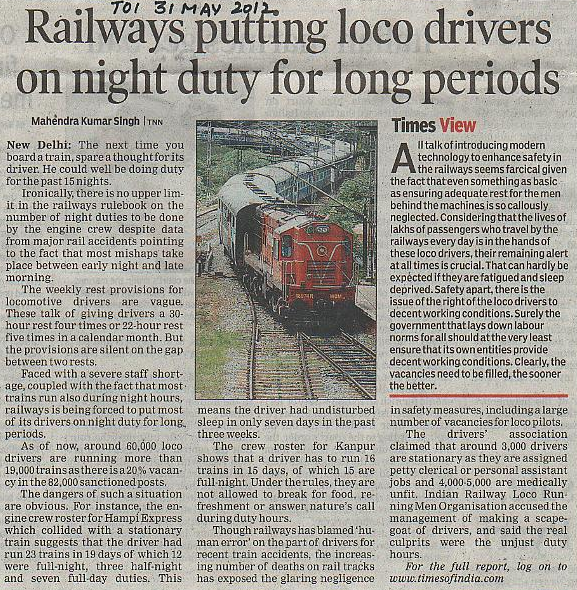 TOI 31 MAY 2012
Railways putting loco drivers
on night duty for long periods
Mahendra Kumar Singh | TNN
New Delhi: The next time you
board a train, spare a thought for its
driver. He could well be doing duty
for the past 15 nights.
Ironically, there is no upper lim-
it in the railways rulebook on the
number of night duties to be done
by the engine crew despite data
from major rail accidents pointing
to the fact that most mishaps take
place between early night and late
morning.
The weekly rest provisions for
locomotive drivers are vague.
These talk of giving drivers a 30-
hour rest four times or 22-hour rest
five times in a calendar month. But
the provisions are silent on the gap
between two rests.
Faced with a severe staff short-
age, coupled with the fact that most
trains run also during night hours,
railways is being forced to put most
of its drivers on night duty for long
periods.
As of now, around 60,000 loco
drivers are running more than
19,000 trains as there is a 20% vacan-
cy in the 82,000 sanctioned posts.
The dangers of such a situation
are obvious. For instance, the en-
gine crew roster for Hampi Express
which collided with a stationary
train suggests that the driver had
run 23 trains in 19 days of which 12
were full-night, three half-night
and seven full-day duties. This
means the driver had undisturbed
sleep in only seven days in the past
three weeks.
The crew roster for Kanpur
shows that a driver has to run 16
trains in 15 days, of which 15 are
full-night. Under the rules, they are
not allowed to break for food, re-
freshment or answer nature's call
during duty hours.
Though railways has blamed 'hu-
man error' on the part of drivers for
recent train accidents, the increas-
ing number of deaths on rail tracks
has exposed the glaring negligence
in safety measures, including a large
number of vacancies for loco pilots.
The drivers' association
claimed that around 3,000 drivers
are stationary as they are assigned
petty clerical or personal assistant
jobs and 4,000-5,000 are medically
unfit. Indian Railway Loco Run-
ning Men Organisation accused the
management of making a scape-
goat of drivers, and said the real
culprits were the unjust duty
hours.
For the full report, log on to
www.timesofindia.com
Times View
All talk of introducing modern
technology to enhance safety in
the railways seems farcical given
the fact that even something as basic
as ensuring adequate rest for the men
behind the machines is so callously
neglected. Considering that the lives of
lakhs of passengers who travel by the
railways every day is in the hands of
these loco drivers, their remaining alert
at all times is crucial. That can hardly be
expected if they are fatigued and sleep
deprived. Safety apart, there is the
issue of the right of the loco drivers to
decent working conditions. Surely the
government that lays down labour
norms for all should at the very least
ensure that its own entities provide
decent working conditions. Clearly, the
vacancies need to be filled, the sooner
the better.